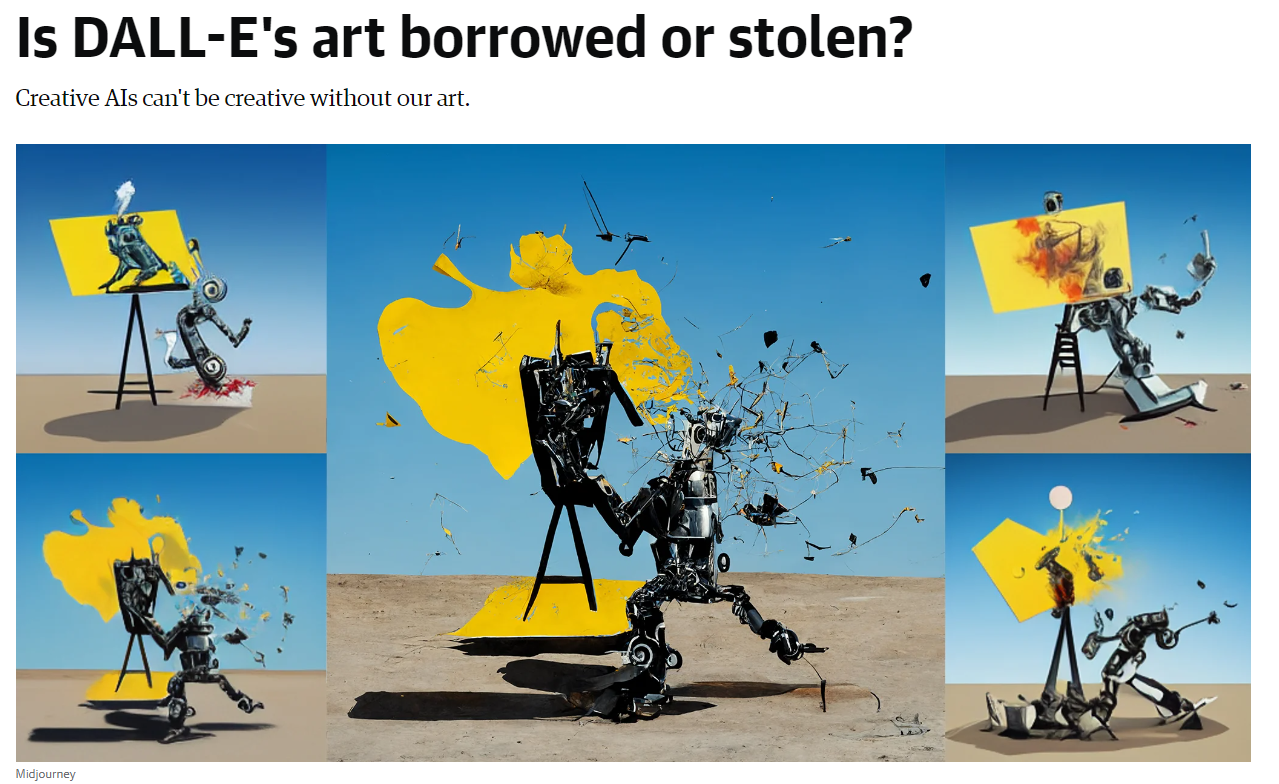 Is DALL-E's art borrowed or stolen?
Creative AIs can't be creative without our art.
Midjourney